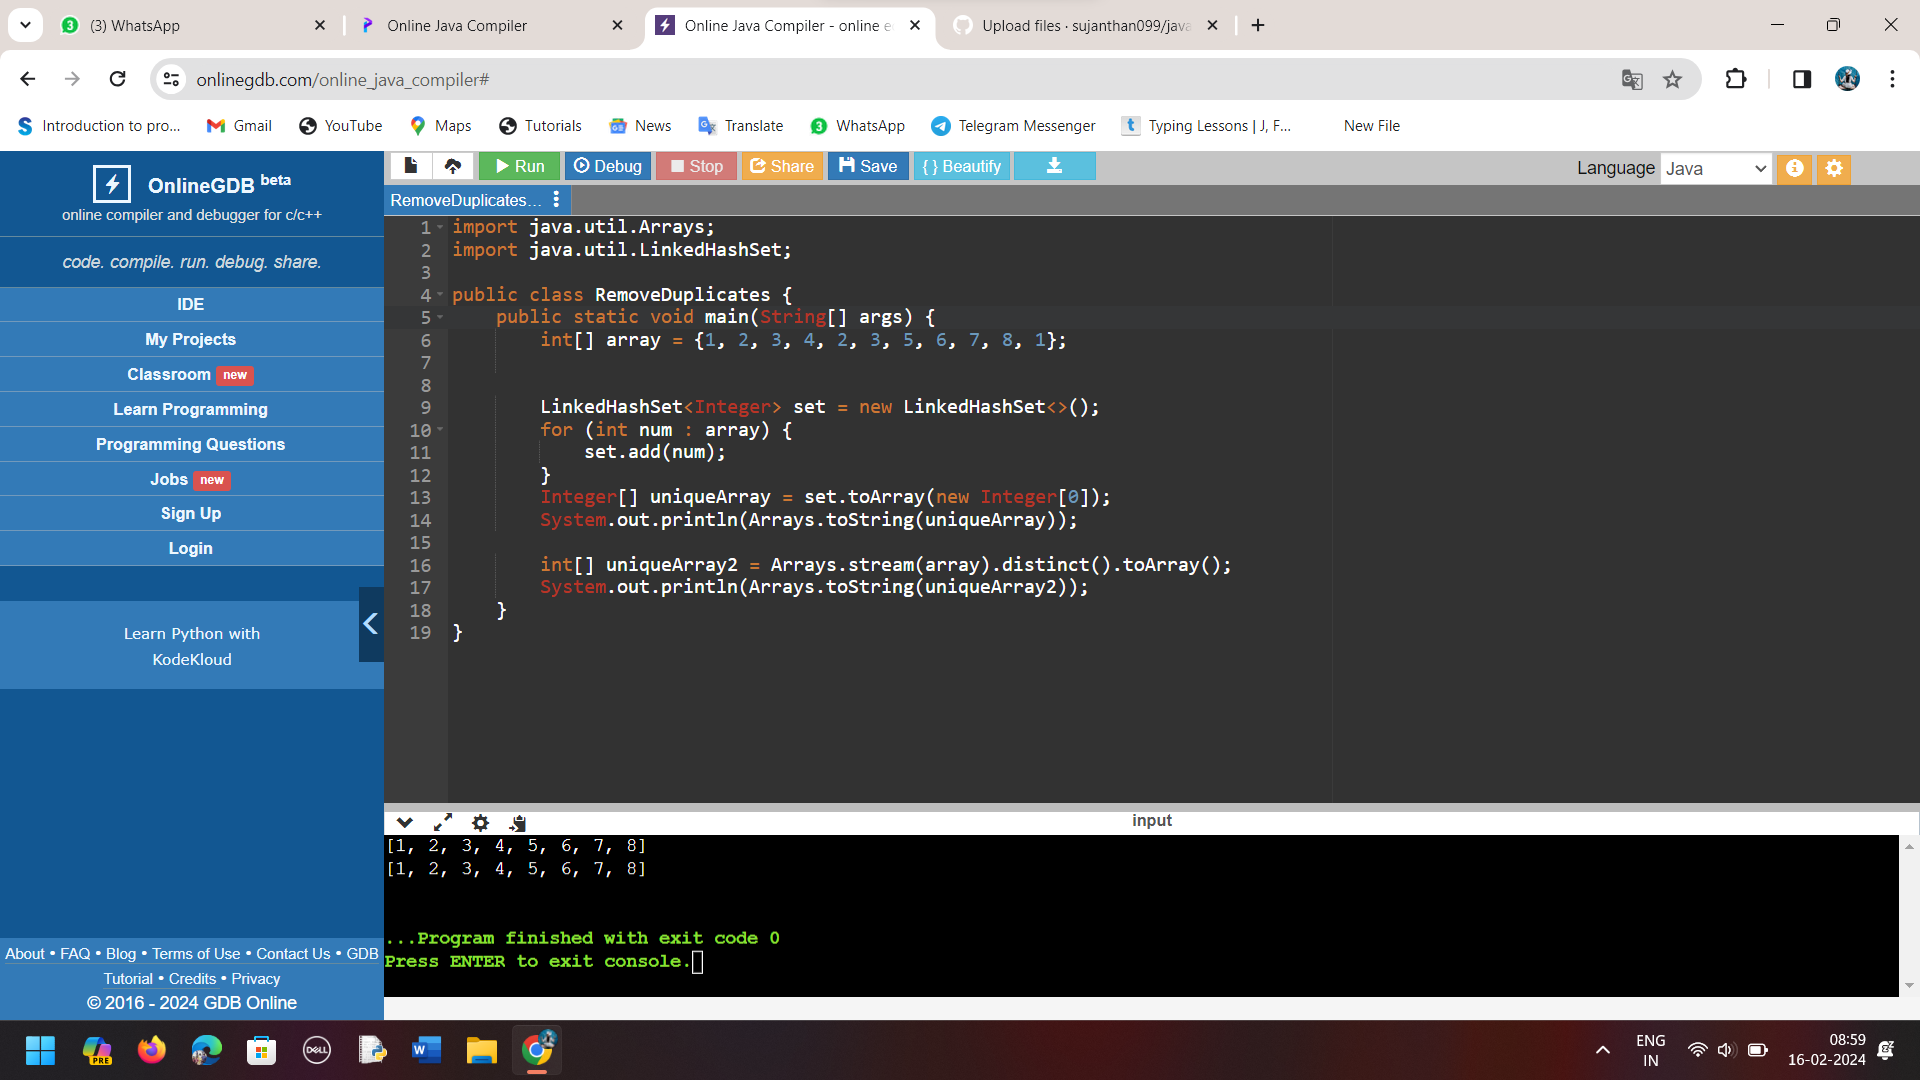 (3) WhatsApp
Online Java Compiler
Online Java Compiler - online e
Upload files · sujanthan099/java
onlinegdb.com/online_java_compiler#
Introduction to pro...
Gmail
YouTube
Maps
Tutorials
News
Translate
WhatsApp
Telegram Messenger
Typing Lessons | J, F...
New File
OnlineGDB beta
online compiler and debugger for c/c++
code. compile. run. debug. share.
IDE
My Projects
Classroom new
Learn Programming
Programming Questions
Jobs new
Sign Up
Login
Learn Python with
KodeKloud
About • FAQ • Blog • Terms of Use • Contact Us • GDB
Tutorial • Credits • Privacy
© 2016 - 2024 GDB Online
Run
Debug
Stop
Share
Save
{ } Beautify
Language Java
RemoveDuplicates...
1 import java.util.Arrays;
2 import java.util.LinkedHashSet;
3
4 public class RemoveDuplicates {
5     public static void main(String[] args) {
6         int[] array = {1, 2, 3, 4, 2, 3, 5, 6, 7, 8, 1};
7
8
9         LinkedHashSet<Integer> set = new LinkedHashSet<>();
10         for (int num : array) {
11             set.add(num);
12         }
13         Integer[] uniqueArray = set.toArray(new Integer[0]);
14         System.out.println(Arrays.toString(uniqueArray));
15
16         int[] uniqueArray2 = Arrays.stream(array).distinct().toArray();
17         System.out.println(Arrays.toString(uniqueArray2));
18     }
19 }
input
[1, 2, 3, 4, 5, 6, 7, 8]
[1, 2, 3, 4, 5, 6, 7, 8]
...Program finished with exit code 0
Press ENTER to exit console.
PRE
DELL
W
ENG
IN
08:59
16-02-2024